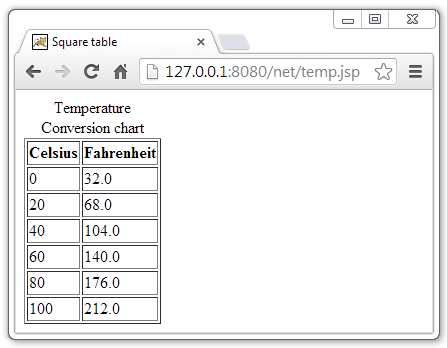 Square table
127.0.0.1:8080/net/temp.jsp
Temperature
Conversion chart
Celsius Fahrenheit
0 32.0
20 68.0
40 104.0
60 140.0
80 176.0
100 212.0